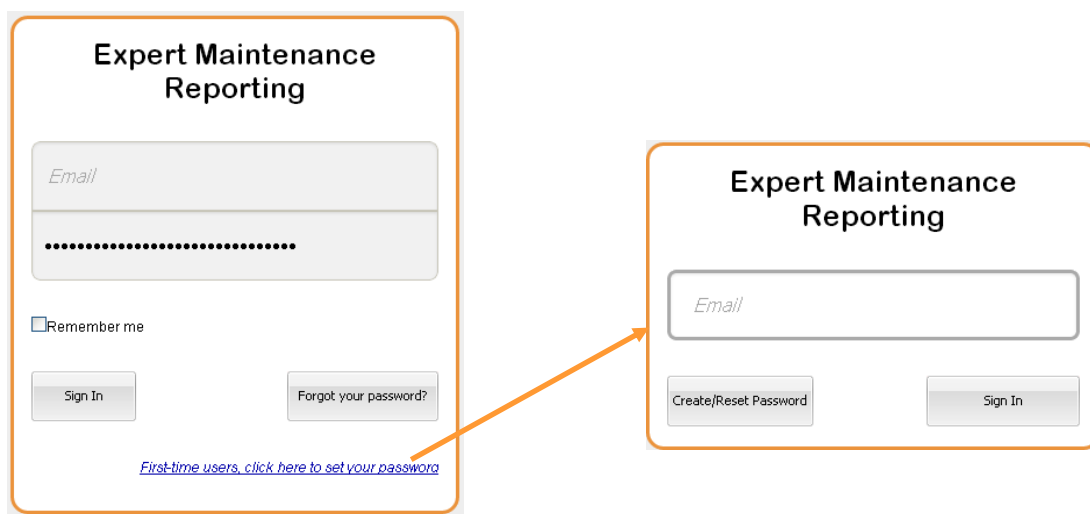 Expert Maintenance
Reporting
Email
•••••••••••••••••••••••••••••••
Remember me
Sign In
Forgot your password?
First-time users, click here to set your password
Expert Maintenance
Reporting
Email
Create/Reset Password
Sign In